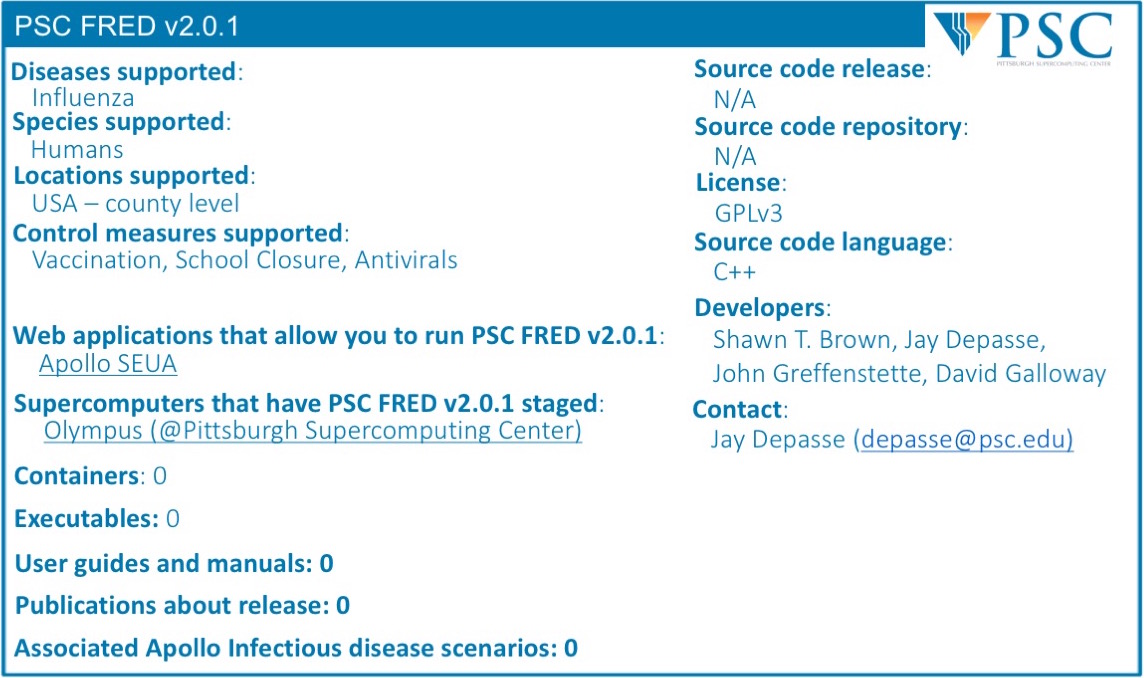 PSC FRED v2.0.1
PSC
PITTSBURGH SUPERCOMPUTING CENTER
Diseases supported:
Influenza
Species supported:
Humans
Locations supported:
USA – county level
Control measures supported:
Vaccination, School Closure, Antivirals
Web applications that allow you to run PSC FRED v2.0.1:
Apollo SEUA
Supercomputers that have PSC FRED v2.0.1 staged:
Olympus (@Pittsburgh Supercomputing Center)
Containers: 0
Executables: 0
User guides and manuals: 0
Publications about release: 0
Associated Apollo Infectious disease scenarios: 0
Source code release:
N/A
Source code repository:
N/A
License:
GPLv3
Source code language:
C++
Developers:
Shawn T. Brown, Jay Depasse,
John Greffenstette, David Galloway
Contact:
Jay Depasse (depasse@psc.edu)